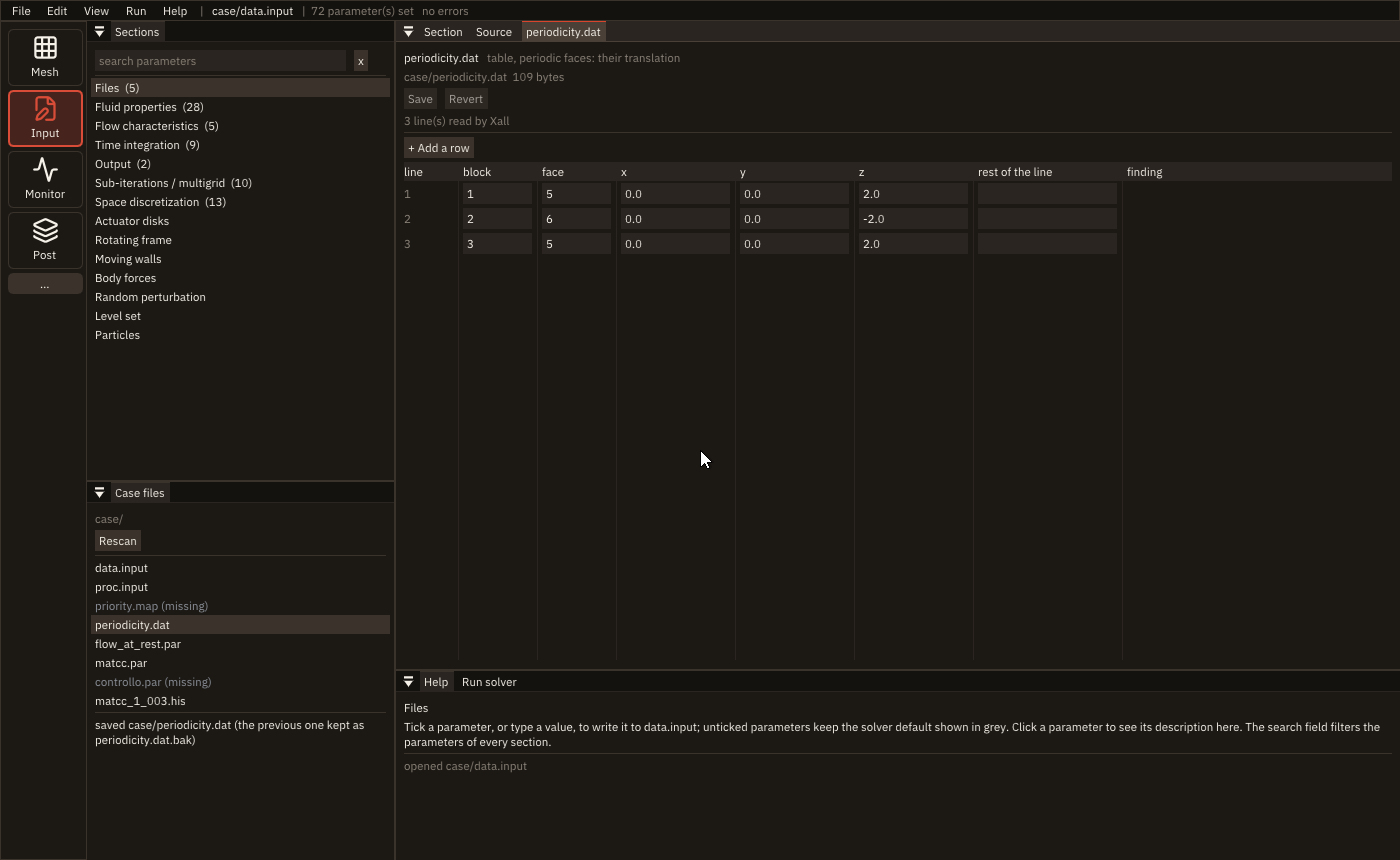 File Edit View Run Help | case/data.input | 72 parameter(s) set no errors
Mesh
Input
Monitor
Post
...
Sections
search parameters x
Files (5)
Fluid properties (28)
Flow characteristics (5)
Time integration (9)
Output (2)
Sub-iterations / multigrid (10)
Space discretization (13)
Actuator disks
Rotating frame
Moving walls
Body forces
Random perturbation
Level set
Particles
Case files
case/
Rescan
data.input
proc.input
priority.map (missing)
periodicity.dat
flow_at_rest.par
matcc.par
controllo.par (missing)
matcc_1_003.his
saved case/periodicity.dat (the previous one kept as
periodicity.dat.bak)
Section Source periodicity.dat
periodicity.dat table, periodic faces: their translation
case/periodicity.dat 109 bytes
Save Revert
3 line(s) read by Xall
+ Add a row
line block face x y z rest of the line finding
1 1 5 0.0 0.0 2.0
2 2 6 0.0 0.0 -2.0
3 3 5 0.0 0.0 2.0
Help Run solver
Files
Tick a parameter, or type a value, to write it to data.input; unticked parameters keep the solver default shown in grey. Click a parameter to see its description here. The search field filters the
parameters of every section.
opened case/data.input